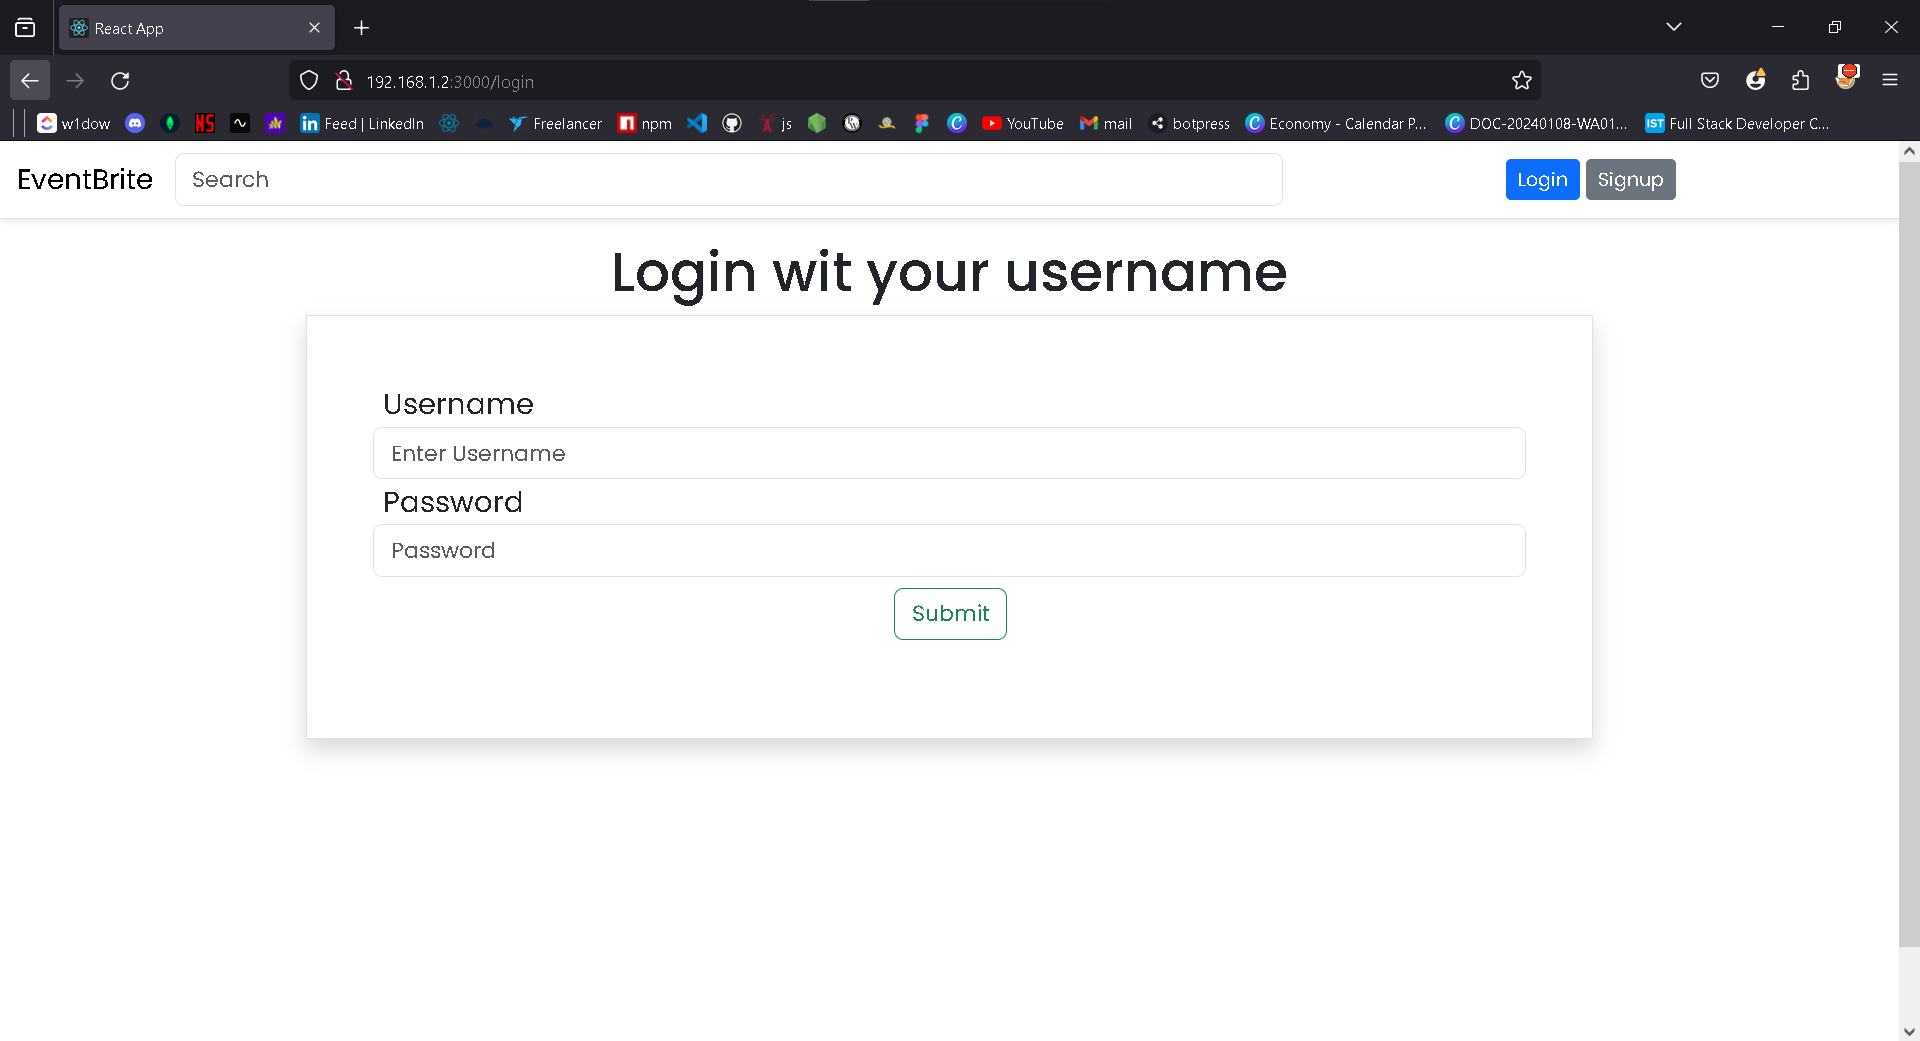 React App
192.168.1.2:3000/login
w1dow NS Feed | LinkedIn Freelancer npm js YouTube mail botpress Economy - Calendar P... DOC-20240108-WA01... IST Full Stack Developer C...
EventBrite Search Login Signup
Login wit your username
Username
Enter Username
Password
Password
Submit